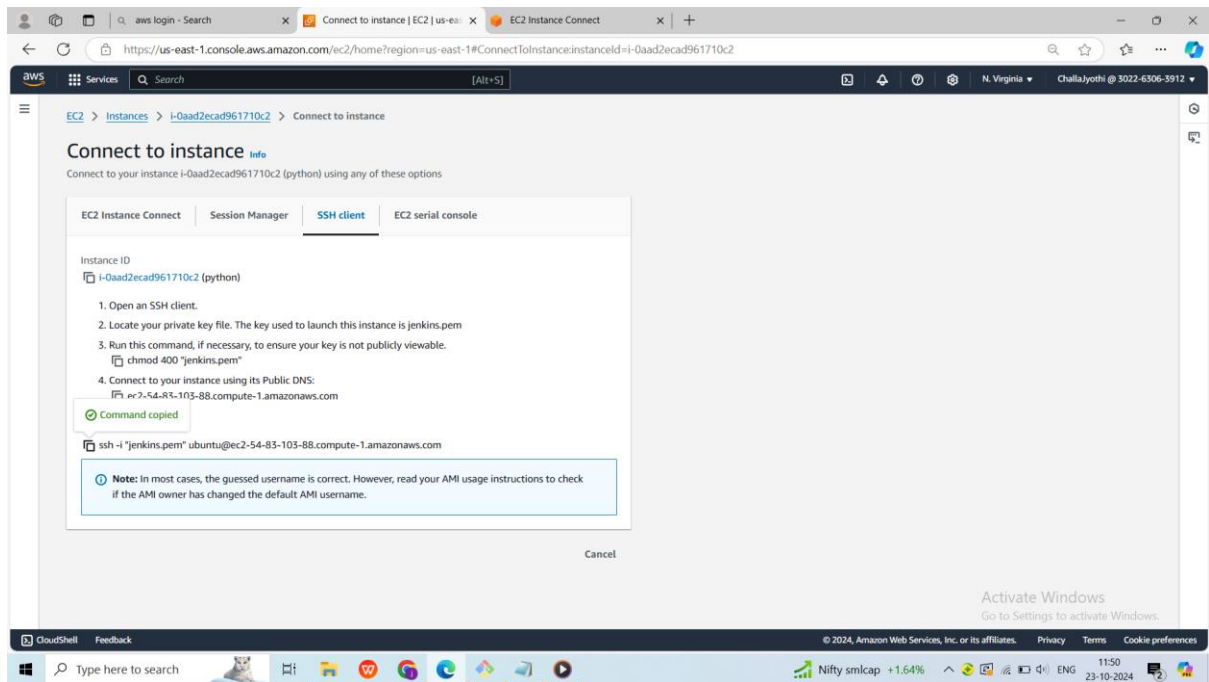 aws login - Search
Connect to instance | EC2 | us-eas
EC2 Instance Connect
https://us-east-1.console.aws.amazon.com/ec2/home?region=us-east-1#ConnectToInstance:instanceId=i-0aad2ecad961710c2
aws Services Search [Alt+S] N. Virginia ChallaJyothi @ 3022-6306-3912
EC2 > Instances > i-0aad2ecad961710c2 > Connect to instance
Connect to instance Info
Connect to your instance i-0aad2ecad961710c2 (python) using any of these options
EC2 Instance Connect Session Manager SSH client EC2 serial console
Instance ID
i-0aad2ecad961710c2 (python)
1. Open an SSH client.
2. Locate your private key file. The key used to launch this instance is jenkins.pem
3. Run this command, if necessary, to ensure your key is not publicly viewable.
chmod 400 "jenkins.pem"
4. Connect to your instance using its Public DNS:
ec2-54-83-103-88.compute-1.amazonaws.com
Command copied
ssh -i "jenkins.pem" ubuntu@ec2-54-83-103-88.compute-1.amazonaws.com
Note: In most cases, the guessed username is correct. However, read your AMI usage instructions to check
if the AMI owner has changed the default AMI username.
Cancel
Activate Windows
Go to Settings to activate Windows.
CloudShell Feedback © 2024, Amazon Web Services, Inc. or its affiliates. Privacy Terms Cookie preferences
Type here to search Nifty smlcap +1.64% ENG 11:50
23-10-2024